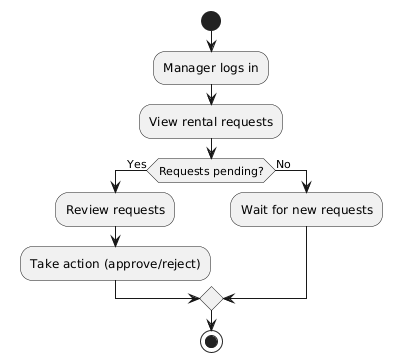 Manager logs in
View rental requests
Requests pending?
Yes
No
Review requests
Wait for new requests
Take action (approve/reject)